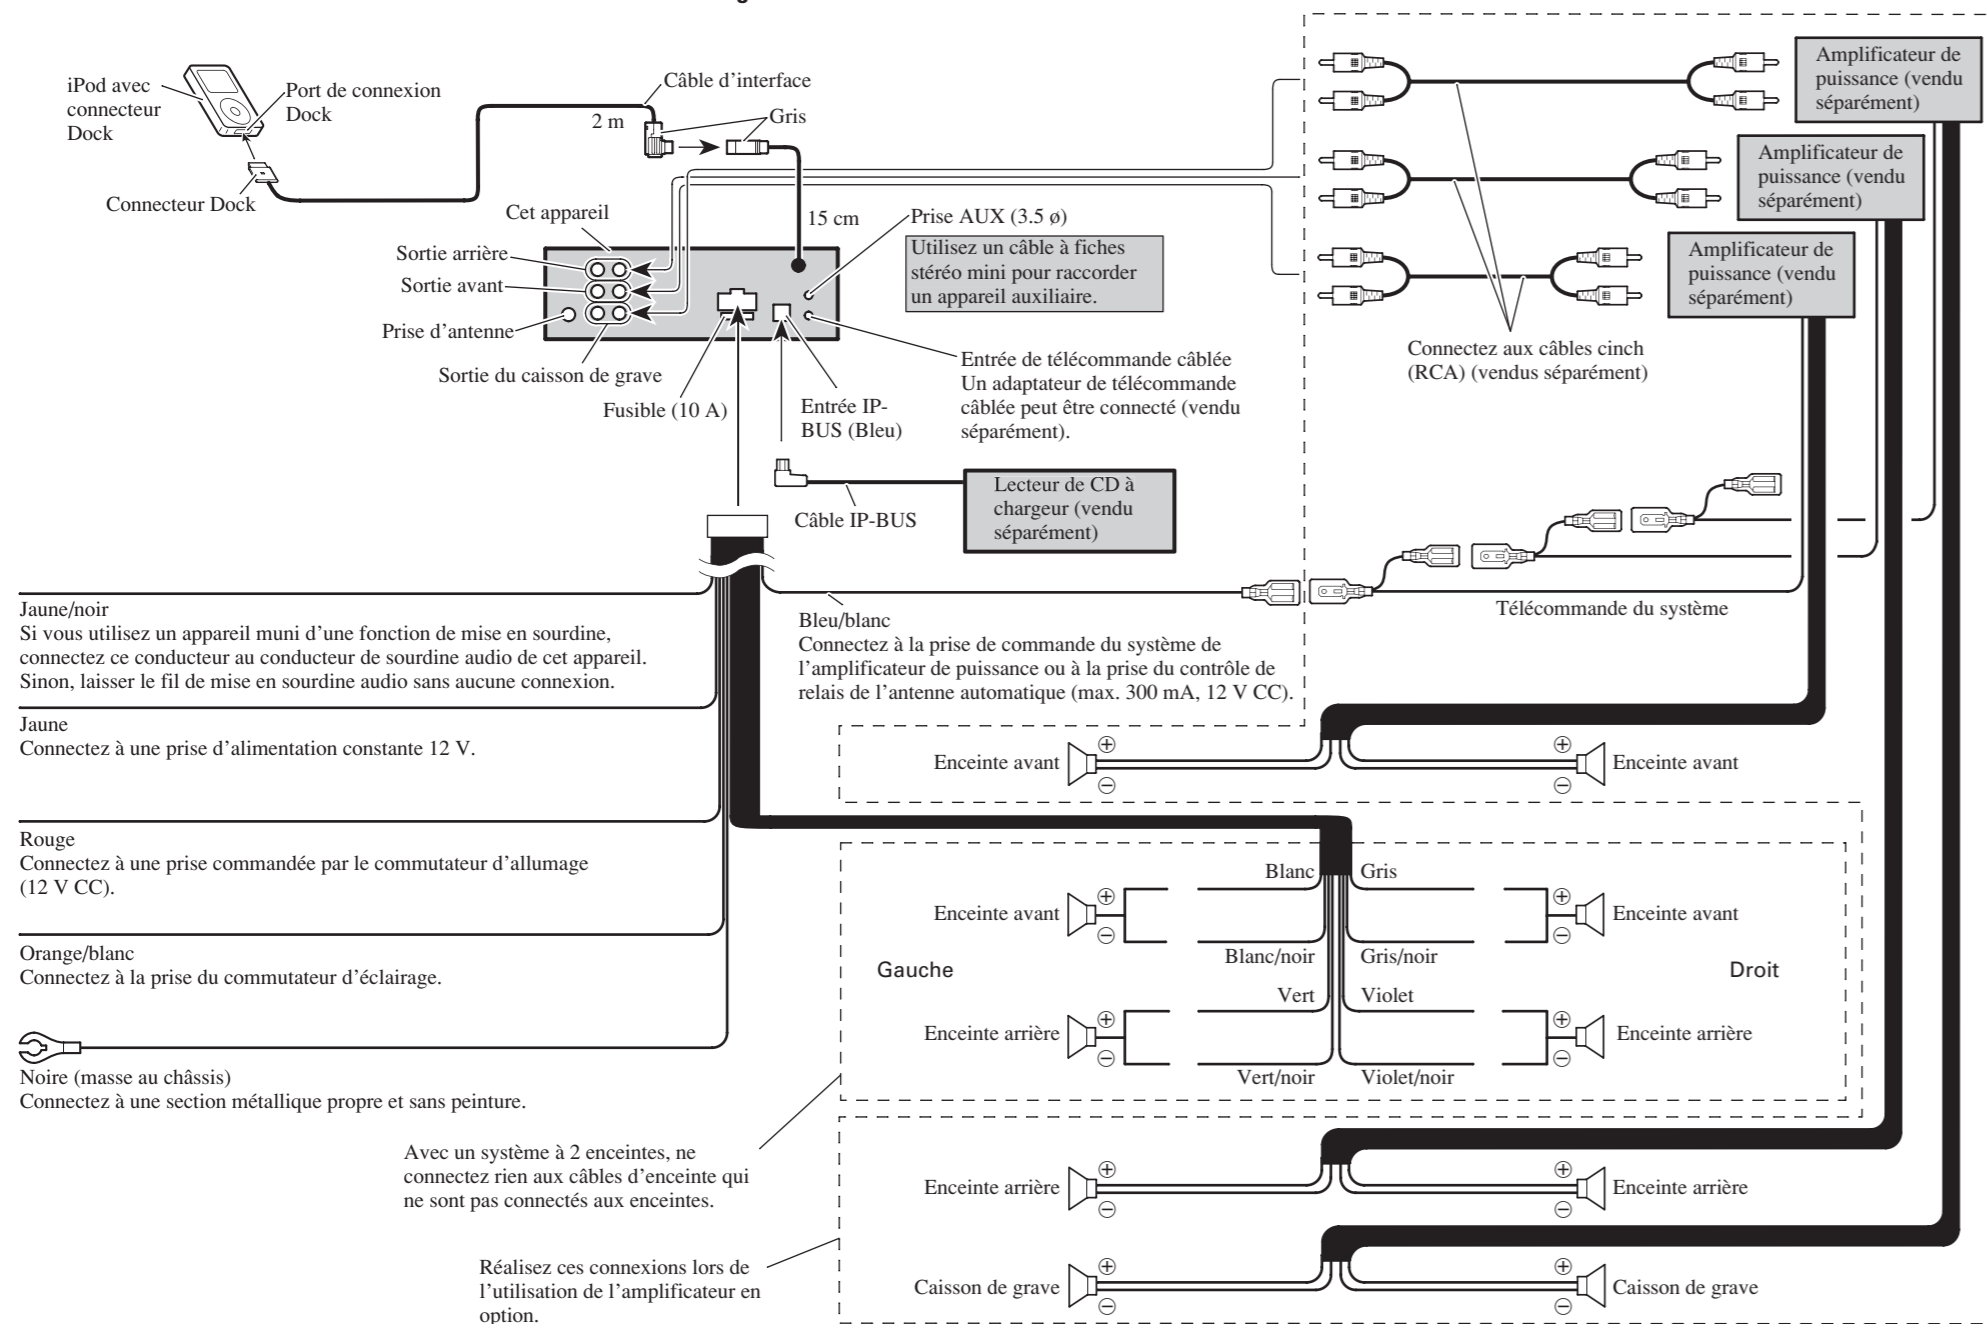 iPod avec
connecteur
Dock
Port de connexion
Dock
Câble d'interface
2 m
Gris
Connecteur Dock
Cet appareil
15 cm
Sortie arrière
Sortie avant
Prise d'antenne
Sortie du caisson de grave
Fusible (10 A)
Prise AUX (3.5 ø)
Utilisez un câble à fiches
stéréo mini pour raccorder
un appareil auxiliaire.
Entrée de télécommande câblée
Un adaptateur de télécommande
câblée peut être connecté (vendu
séparément).
Entrée IP-
BUS (Bleu)
Câble IP-BUS
Lecteur de CD à
chargeur (vendu
séparément)
Amplificateur de
puissance (vendu
séparément)
Amplificateur de
puissance (vendu
séparément)
Amplificateur de
puissance (vendu
séparément)
Connectez aux câbles cinch
(RCA) (vendus séparément)
Télécommande du système
Jaune/noir
Si vous utilisez un appareil muni d'une fonction de mise en sourdine,
connectez ce conducteur au conducteur de sourdine audio de cet appareil.
Sinon, laisser le fil de mise en sourdine audio sans aucune connexion.
Bleu/blanc
Connectez à la prise de commande du système de
l'amplificateur de puissance ou à la prise du contrôle de
relais de l'antenne automatique (max. 300 mA, 12 V CC).
Jaune
Connectez à une prise d'alimentation constante 12 V.
Rouge
Connectez à une prise commandée par le commutateur d'allumage
(12 V CC).
Orange/blanc
Connectez à la prise du commutateur d'éclairage.
Noire (masse au châssis)
Connectez à une section métallique propre et sans peinture.
Enceinte avant
⊕
⊖
⊕
⊖
Enceinte avant
Blanc
Gris
Enceinte avant
⊕
⊖
⊕
⊖
Enceinte avant
Blanc/noir
Gris/noir
Gauche
Droit
Vert
Violet
Enceinte arrière
⊕
⊖
⊕
⊖
Enceinte arrière
Vert/noir
Violet/noir
Avec un système à 2 enceintes, ne
connectez rien aux câbles d'enceinte qui
ne sont pas connectés aux enceintes.
Enceinte arrière
⊕
⊖
⊕
⊖
Enceinte arrière
Réalisez ces connexions lors de
l'utilisation de l'amplificateur en
option.
Caisson de grave
⊕
⊖
⊕
⊖
Caisson de grave